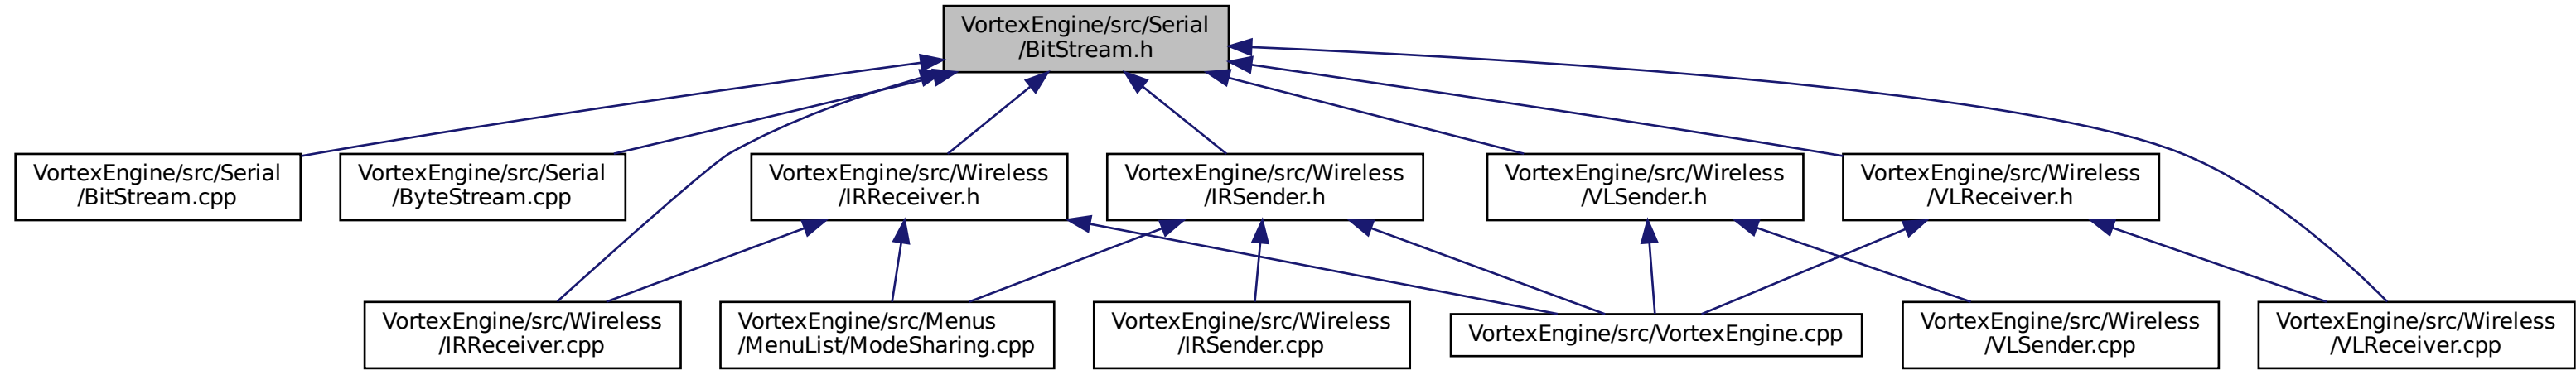 VortexEngine/src/Serial
/BitStream.h
VortexEngine/src/Serial
/BitStream.cpp
VortexEngine/src/Serial
/ByteStream.cpp
VortexEngine/src/Wireless
/IRReceiver.h
VortexEngine/src/Wireless
/IRSender.h
VortexEngine/src/Wireless
/VLSender.h
VortexEngine/src/Wireless
/VLReceiver.h
VortexEngine/src/Wireless
/IRReceiver.cpp
VortexEngine/src/Menus
/MenuList/ModeSharing.cpp
VortexEngine/src/Wireless
/IRSender.cpp
VortexEngine/src/VortexEngine.cpp
VortexEngine/src/Wireless
/VLSender.cpp
VortexEngine/src/Wireless
/VLReceiver.cpp